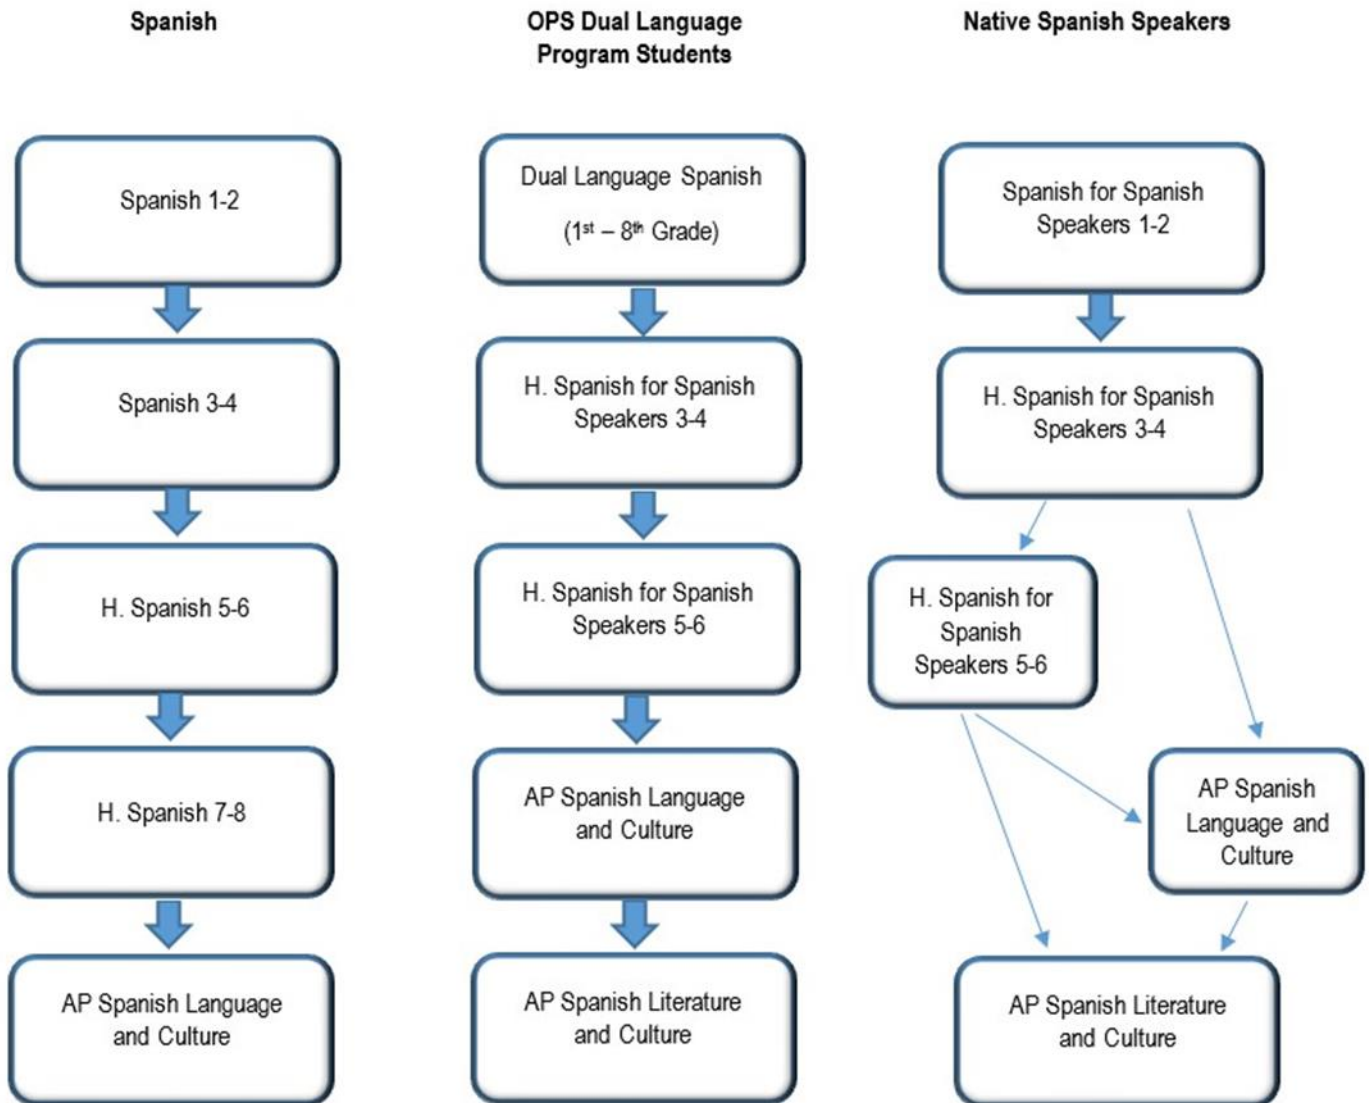 Spanish
Spanish 1-2
Spanish 3-4
H. Spanish 5-6
H. Spanish 7-8
AP Spanish Language
and Culture
OPS Dual Language
Program Students
Dual Language Spanish
(1st – 8th Grade)
H. Spanish for Spanish
Speakers 3-4
H. Spanish for Spanish
Speakers 5-6
AP Spanish Language
and Culture
AP Spanish Literature
and Culture
Native Spanish Speakers
Spanish for Spanish
Speakers 1-2
H. Spanish for Spanish
Speakers 3-4
H. Spanish for
Spanish
Speakers 5-6
AP Spanish
Language and
Culture
AP Spanish Literature
and Culture